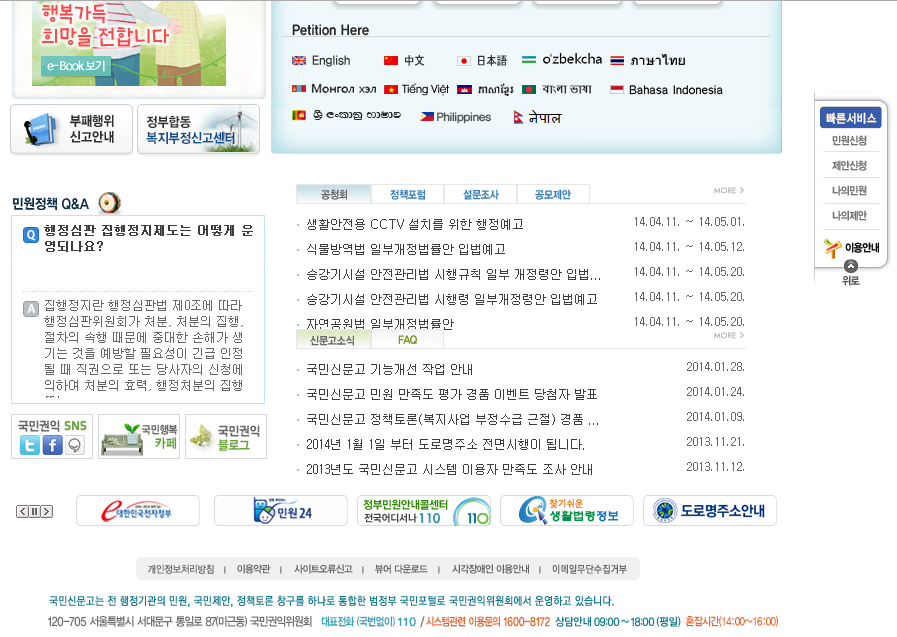 행복가득
희망을 전합니다
e-Book 보기
부패행위
신고안내
정부합동
복지부정신고센터
Petition Here
English
中文
日本語
o'zbekcha
ภาษาไทย
Монгол хэл
Tiếng Việt
ភាសាខ្មែរ
বাংলা ভাষা
Bahasa Indonesia
Philippines
नेपाल
빠른서비스
민원신청
제안신청
나의민원
나의제안
이용안내
위로
민원정책 Q&A
Q 행정심판 집행정지제도는 어떻게 운
영되나요?
A 집행정지란 행정심판법 제0조에 따라
행정심판위원회가 처분, 처분의 집행,
절차의 속행 때문에 중대한 손해가 생
기는 것을 예방할 필요성이 긴급 인정
될 때 직권으로 또는 당사자의 신청에
의하여 처분의 효력, 행정처분의 집행
공청회 정책포럼 설문조사 공모제안 MORE
· 생활안전용 CCTV 설치를 위한 행정예고 14.04.11. ~ 14.05.01.
· 식물방역법 일부개정법률안 입법예고 14.04.11. ~ 14.05.12.
· 승강기시설 안전관리법 시행규칙 일부 개정령안 입법... 14.04.11. ~ 14.05.20.
· 승강기시설 안전관리법 시행령 일부개정령안 입법예고 14.04.11. ~ 14.05.20.
· 자연공원법 일부개정법률안 14.04.11. ~ 14.05.20.
신문고소식 FAQ MORE
· 국민신문고 기능개선 작업 안내 2014.01.28.
· 국민신문고 민원 만족도 평가 경품 이벤트 당첨자 발표 2014.01.24.
· 국민신문고 정책토론(복지사업 부정수급 근절) 경품 ... 2014.01.09.
· 2014년 1월 1일 부터 도로명주소 전면시행이 됩니다. 2013.11.21.
· 2013년도 국민신문고 시스템 이용자 만족도 조사 안내 2013.11.12.
국민권익 SNS
국민행복
카페
국민권익
블로그
e대한민국전자정부
민원24
정부민원안내콜센터
전국어디서나 110
110
찾기쉬운
생활법령정보
도로명주소안내
개인정보처리방침 | 이용약관 | 사이트오류신고 | 뷰어 다운로드 | 시각장애인 이용안내 | 이메일무단수집거부
국민신문고는 전 행정기관의 민원, 국민제안, 정책토론 창구를 하나로 통합한 범정부 국민포털로 국민권익위원회에서 운영하고 있습니다.
120-705 서울특별시 서대문구 통일로 87(미근동) 국민권익위원회 대표전화 (국번없이) 110 / 시스템관련 이용문의 1600-8172 상담안내 09:00~18:00 (평일) 혼잡시간(14:00~16:00)